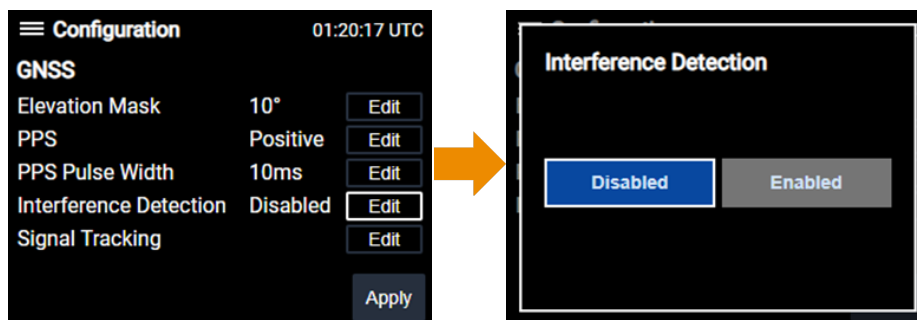 Configuration 01:20:17 UTC
GNSS
Elevation Mask 10° Edit
PPS Positive Edit
PPS Pulse Width 10ms Edit
Interference Detection Disabled Edit
Signal Tracking Edit
Apply
Interference Detection
Disabled Enabled